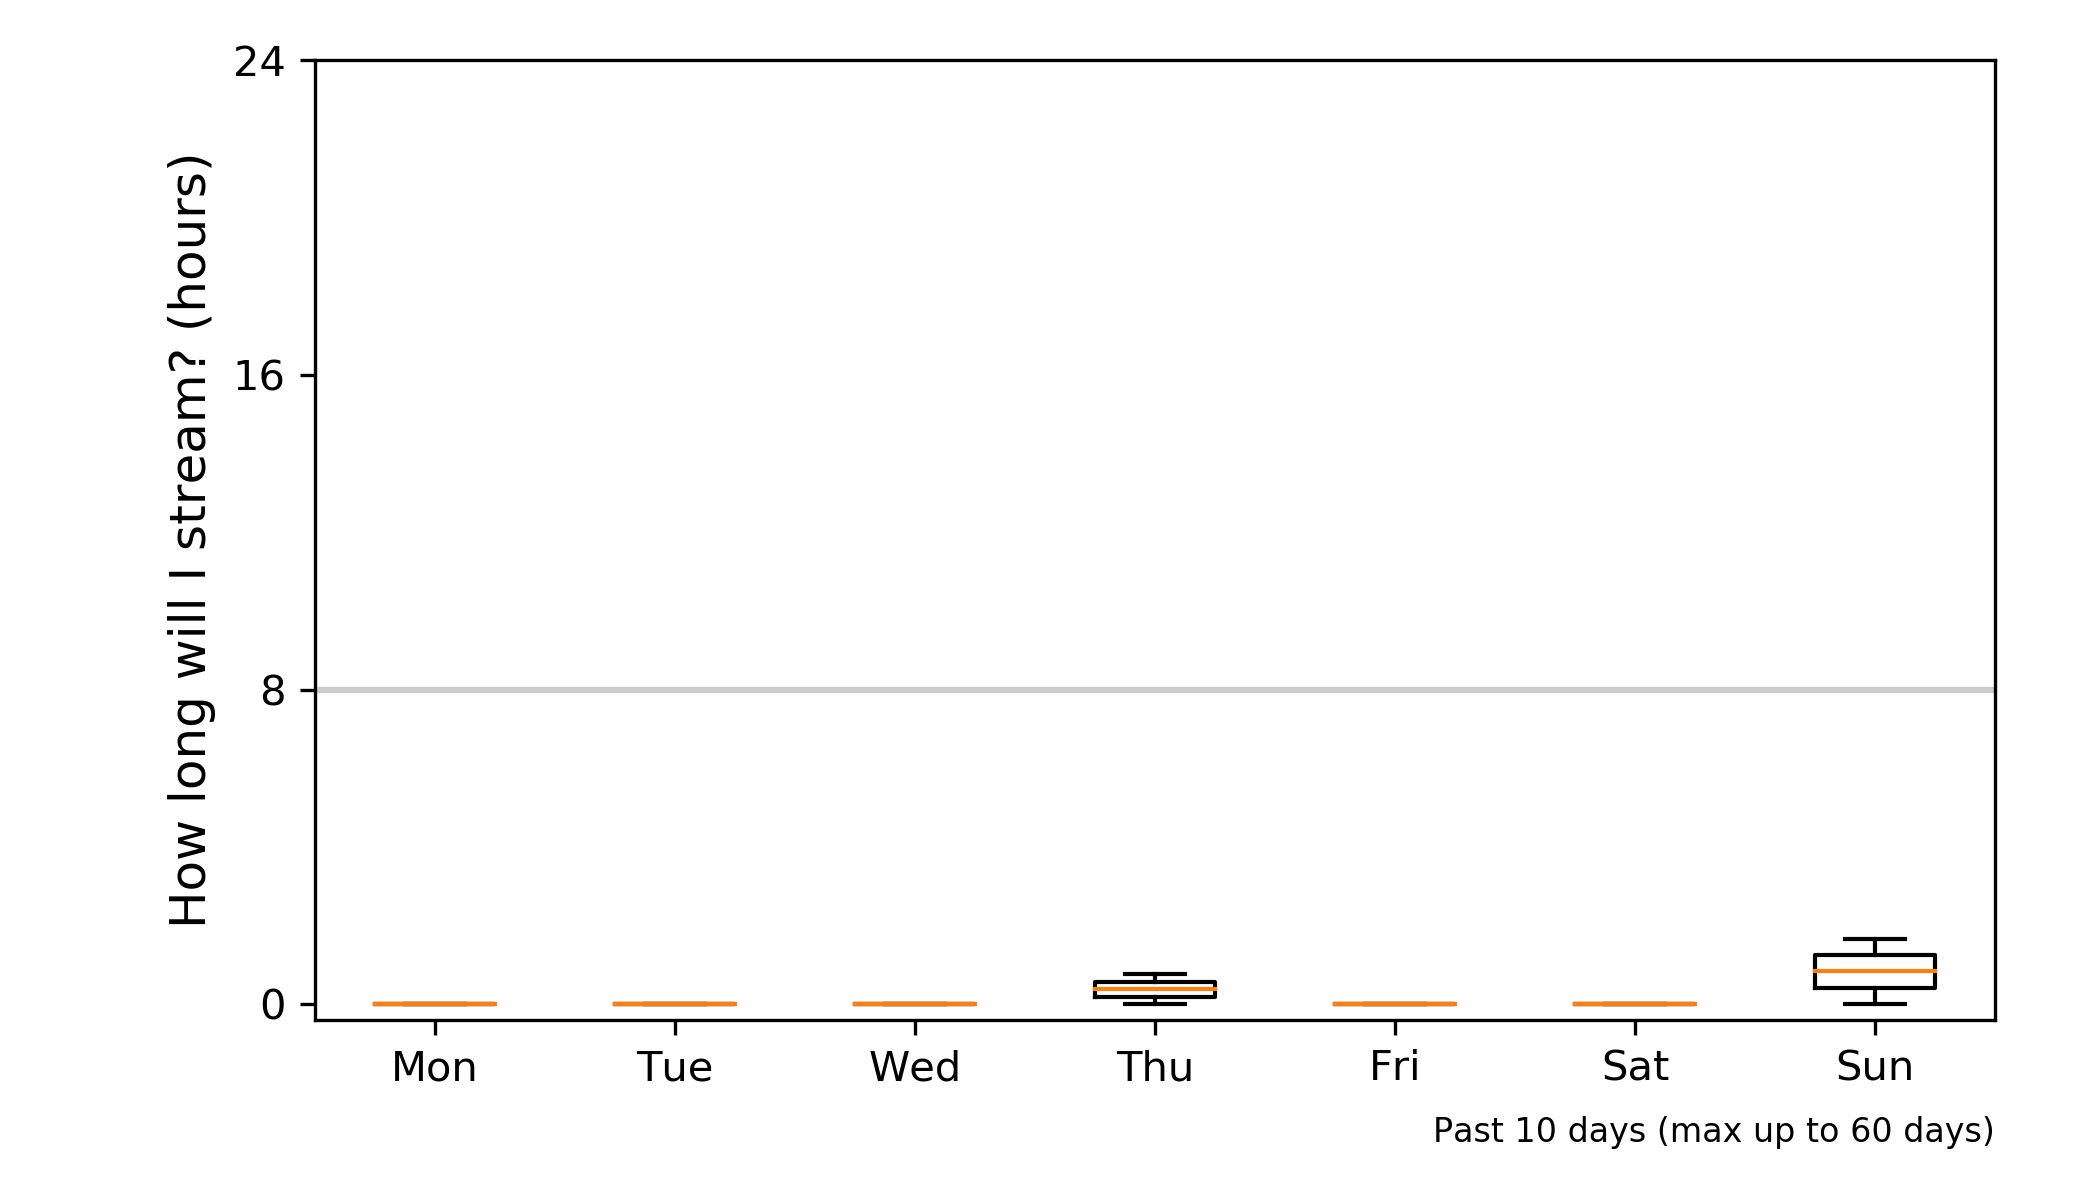 How long will I stream? (hours)
24
16
8
0
Mon Tue Wed Thu Fri Sat Sun
Past 10 days (max up to 60 days)